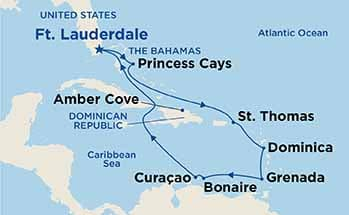 UNITED STATES
Ft. Lauderdale
Atlantic Ocean
THE BAHAMAS
Princess Cays
Amber Cove
DOMINICAN
REPUBLIC
St. Thomas
Dominica
Caribbean
Sea
Curaçao
Bonaire
Grenada